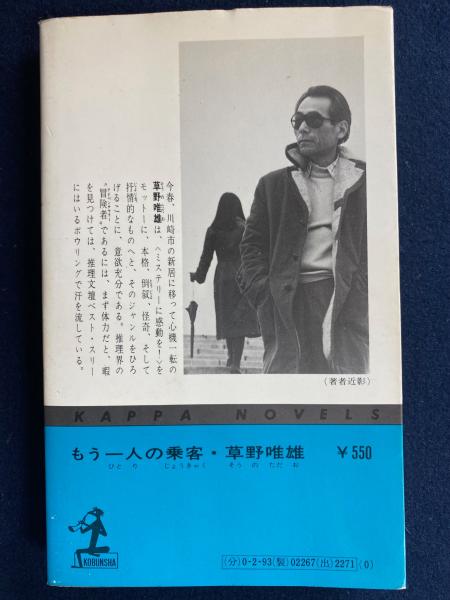 今春、川崎市の新居に移って心機一転の
草野唯雄は、〈ミステリーに感動を！〉を
モットーに、本格、倒叙、怪奇、そして
抒情的なものへと、そのジャンルをひろ
げることに、意欲充分である。推理界の
〝冒険者〟であるには、まず体力だと、暇
を見つけては、推理文壇ベスト・スリー
にはいるボウリングで汗を流している。
(著者近影)
KAPPA NOVELS
もう一人の乗客・草野唯雄 ¥550
ひとり じょうきゃく そうのただお
KOBUNSHA
(分)0-2-93(製)02267(出)2271(0)